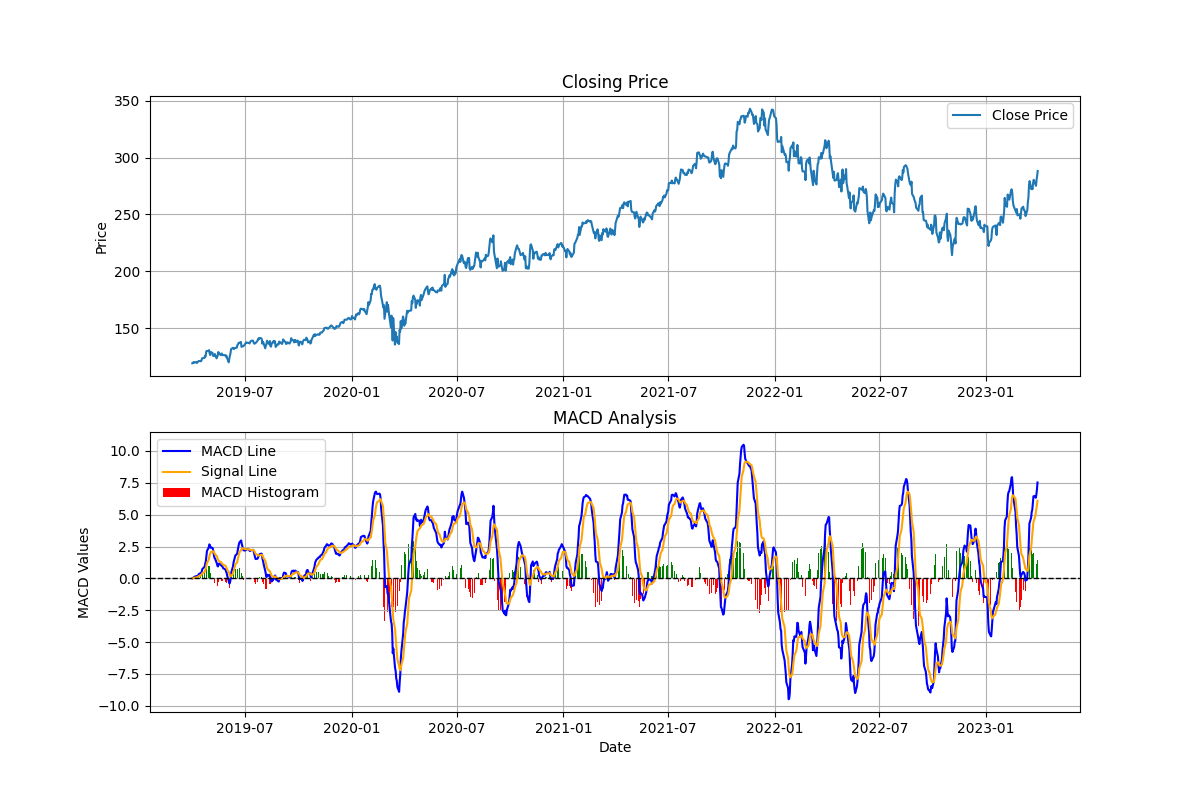 Closing Price
350
300
250
200
150
Price
Close Price
2019-07 2020-01 2020-07 2021-01 2021-07 2022-01 2022-07 2023-01
MACD Analysis
10.0
7.5
5.0
2.5
0.0
−2.5
−5.0
−7.5
−10.0
MACD Values
MACD Line
Signal Line
MACD Histogram
2019-07 2020-01 2020-07 2021-01 2021-07 2022-01 2022-07 2023-01
Date